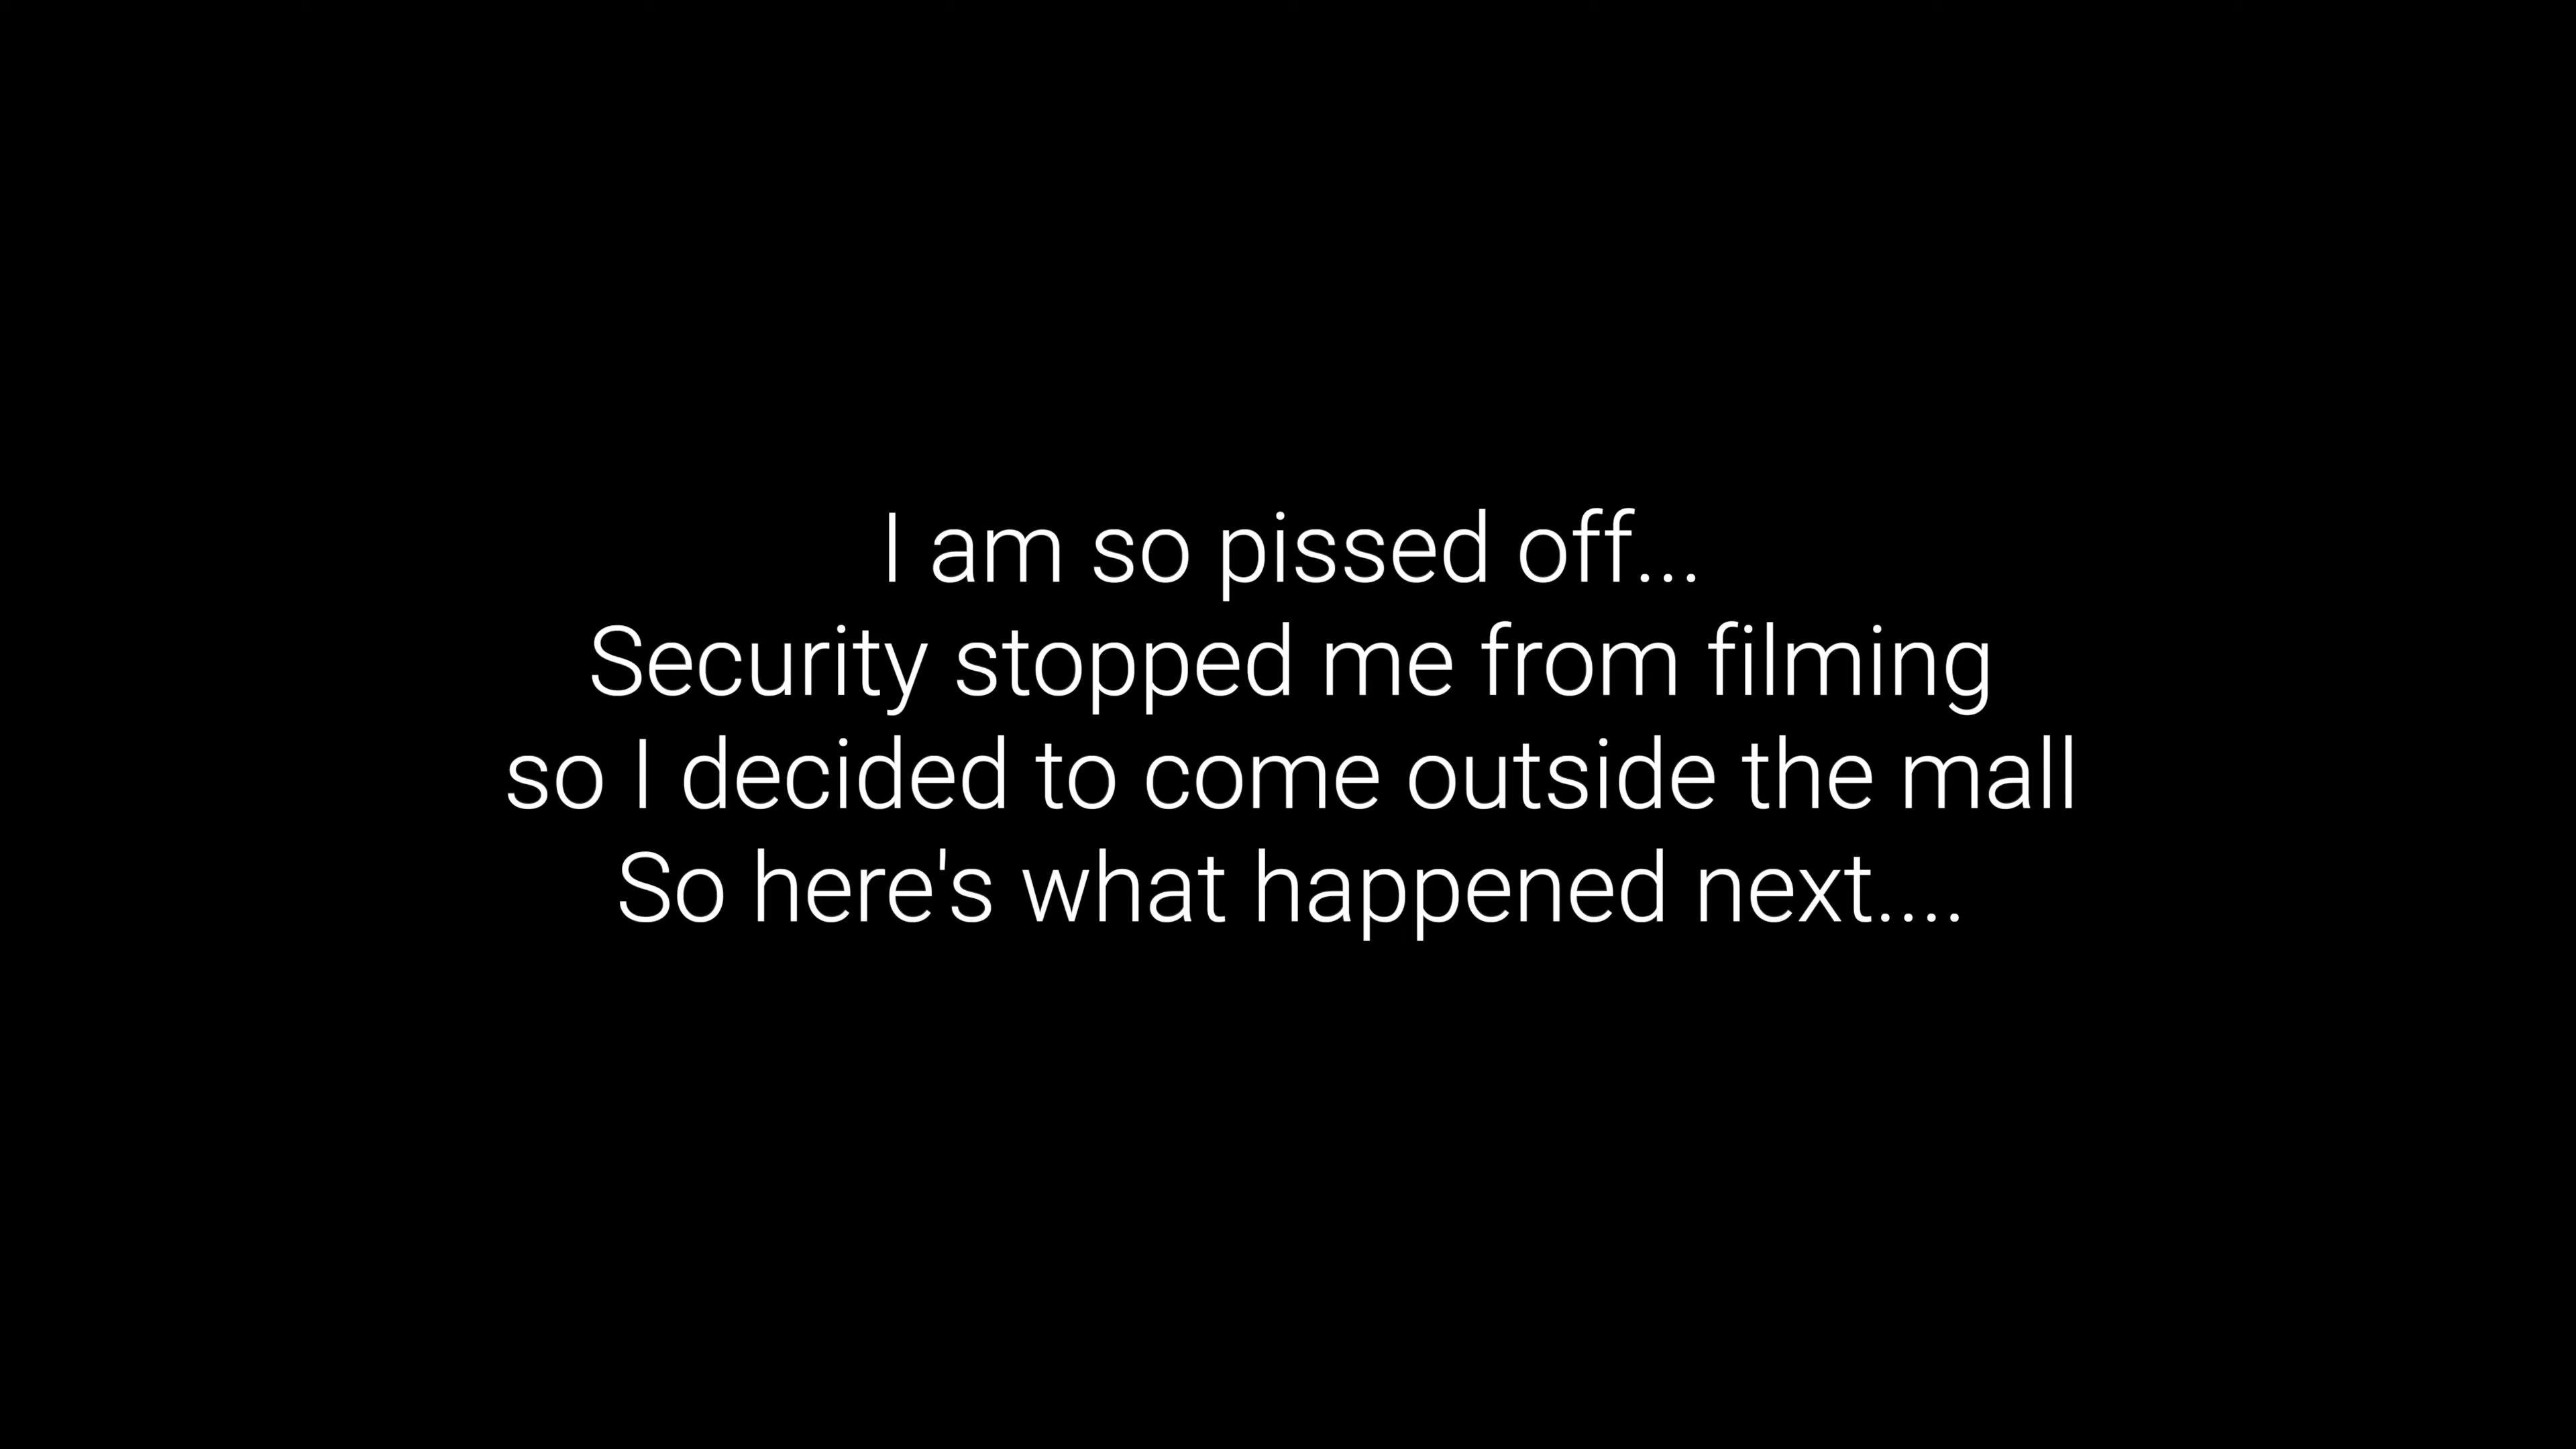 I am so pissed off...
Security stopped me from filming
so I decided to come outside the mall
So here's what happened next....